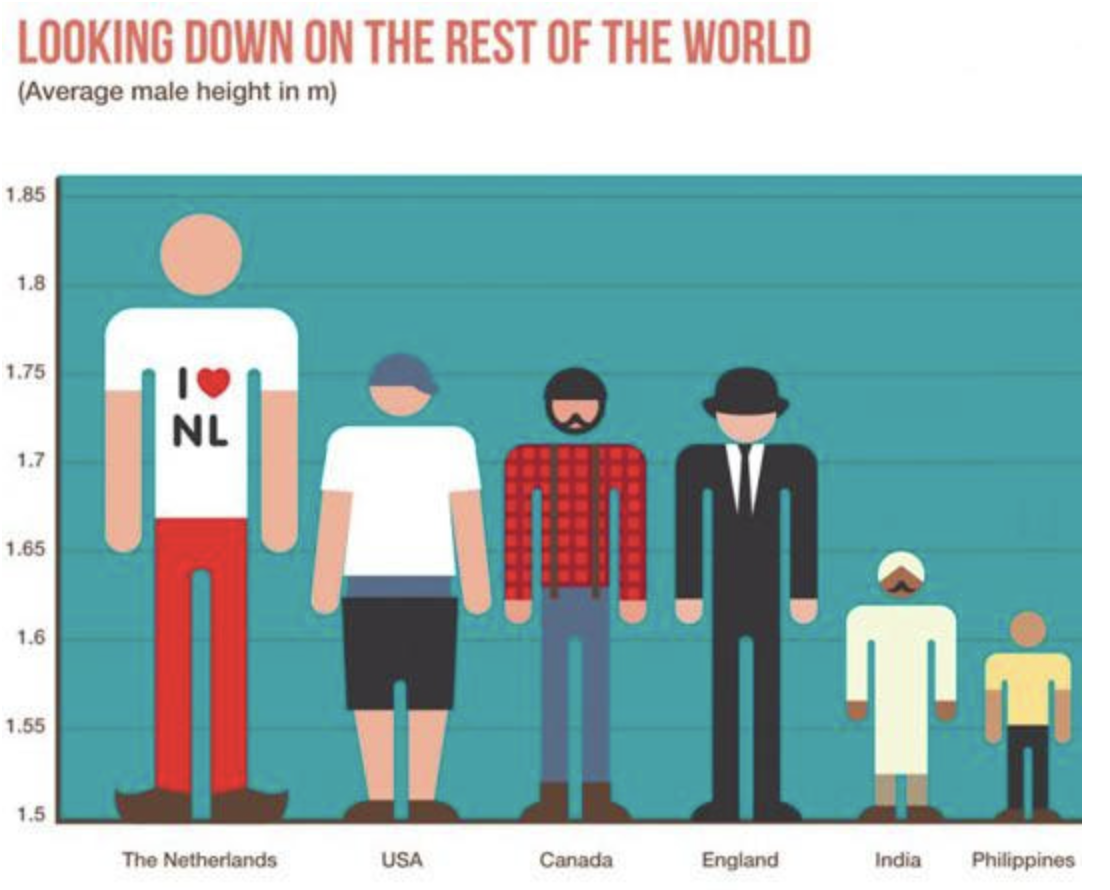 LOOKING DOWN ON THE REST OF THE WORLD
(Average male height in m)
1.85
1.8
1.75
1.7
1.65
1.6
1.55
1.5
I ❤
NL
The Netherlands USA Canada England India Philippines